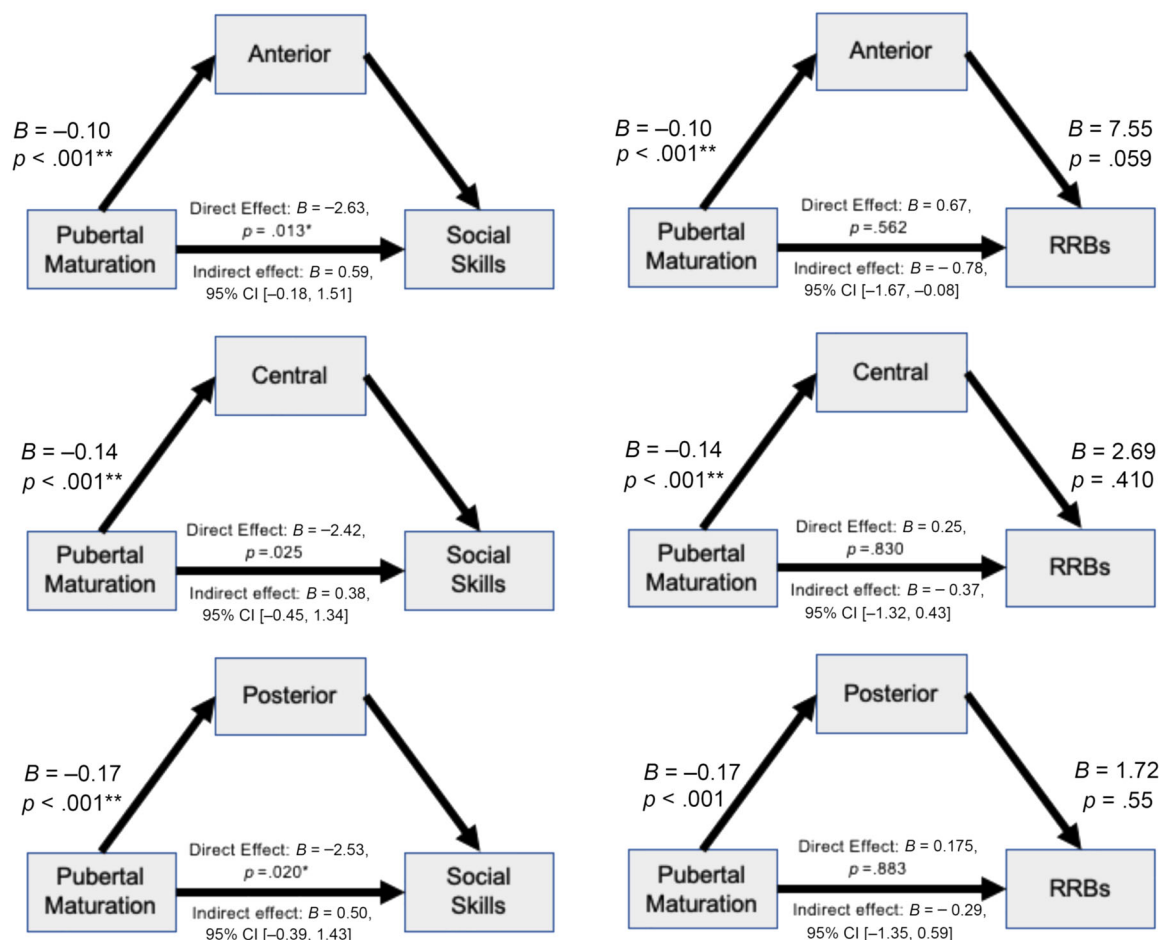 Anterior
B = –0.10
p < .001**
Direct Effect: B = –2.63,
p = .013*
Pubertal
Maturation
Social
Skills
Indirect effect: B = 0.59,
95% CI [–0.18, 1.51]
Anterior
B = –0.10
p < .001**
B = 7.55
p = .059
Direct Effect: B = 0.67,
p =.562
Pubertal
Maturation
RRBs
Indirect effect: B = – 0.78,
95% CI [–1.67, –0.08]
Central
B = –0.14
p < .001**
Direct Effect: B = –2.42,
p =.025
Pubertal
Maturation
Social
Skills
Indirect effect: B = 0.38,
95% CI [–0.45, 1.34]
Central
B = –0.14
p < .001**
B = 2.69
p = .410
Direct Effect: B = 0.25,
p =.830
Pubertal
Maturation
RRBs
Indirect effect: B = – 0.37,
95% CI [–1.32, 0.43]
Posterior
B = –0.17
p < .001**
Direct Effect: B = –2.53,
p =.020*
Pubertal
Maturation
Social
Skills
Indirect effect: B = 0.50,
95% CI [–0.39, 1.43]
Posterior
B = –0.17
p < .001
B = 1.72
p = .55
Direct Effect: B = 0.175,
p =.883
Pubertal
Maturation
RRBs
Indirect effect: B = – 0.29,
95% CI [–1.35, 0.59]